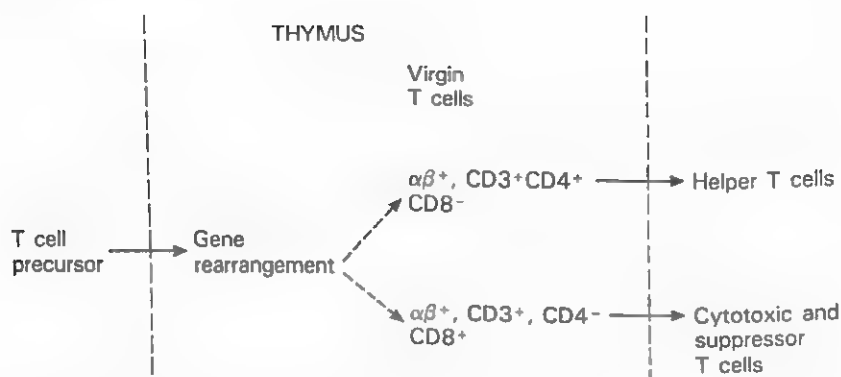 THYMUS
Virgin
T cells
αβ⁺, CD3⁺CD4⁺
CD8⁻
Helper T cells
T cell
precursor
Gene
rearrangement
αβ⁺, CD3⁺, CD4⁻
CD8⁺
Cytotoxic and
suppressor
T cells